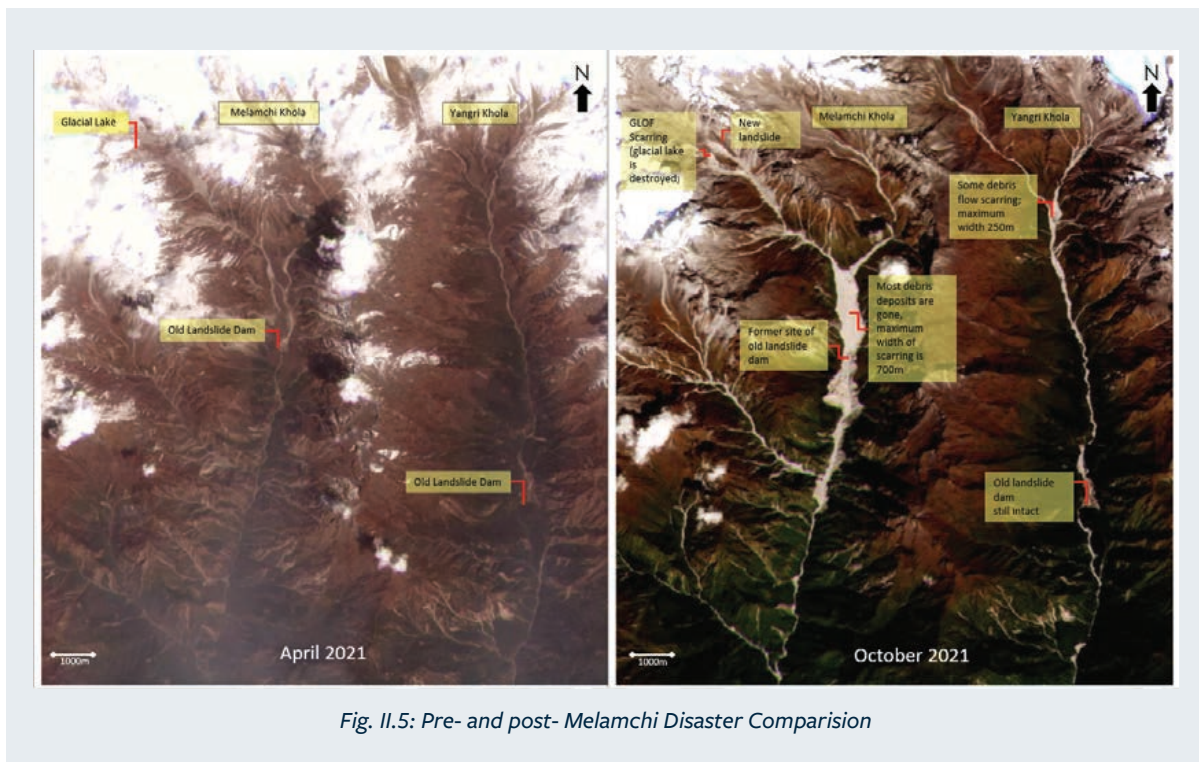 Glacial Lake
Melamchi Khola
Yangri Khola
N
Old Landslide Dam
Old Landslide Dam
1000m
April 2021
GLOF
Scarring
(glacial lake
is
destroyed)
New
landslide
Melamchi Khola
Yangri Khola
N
Some debris
flow scarring;
maximum
width 250m
Most debris
deposits are
gone,
maximum
width of
scarring is
700m
Former site of
old landslide
dam
Old landslide
dam
still intact
1000m
October 2021
Fig. II.5: Pre- and post- Melamchi Disaster Comparision